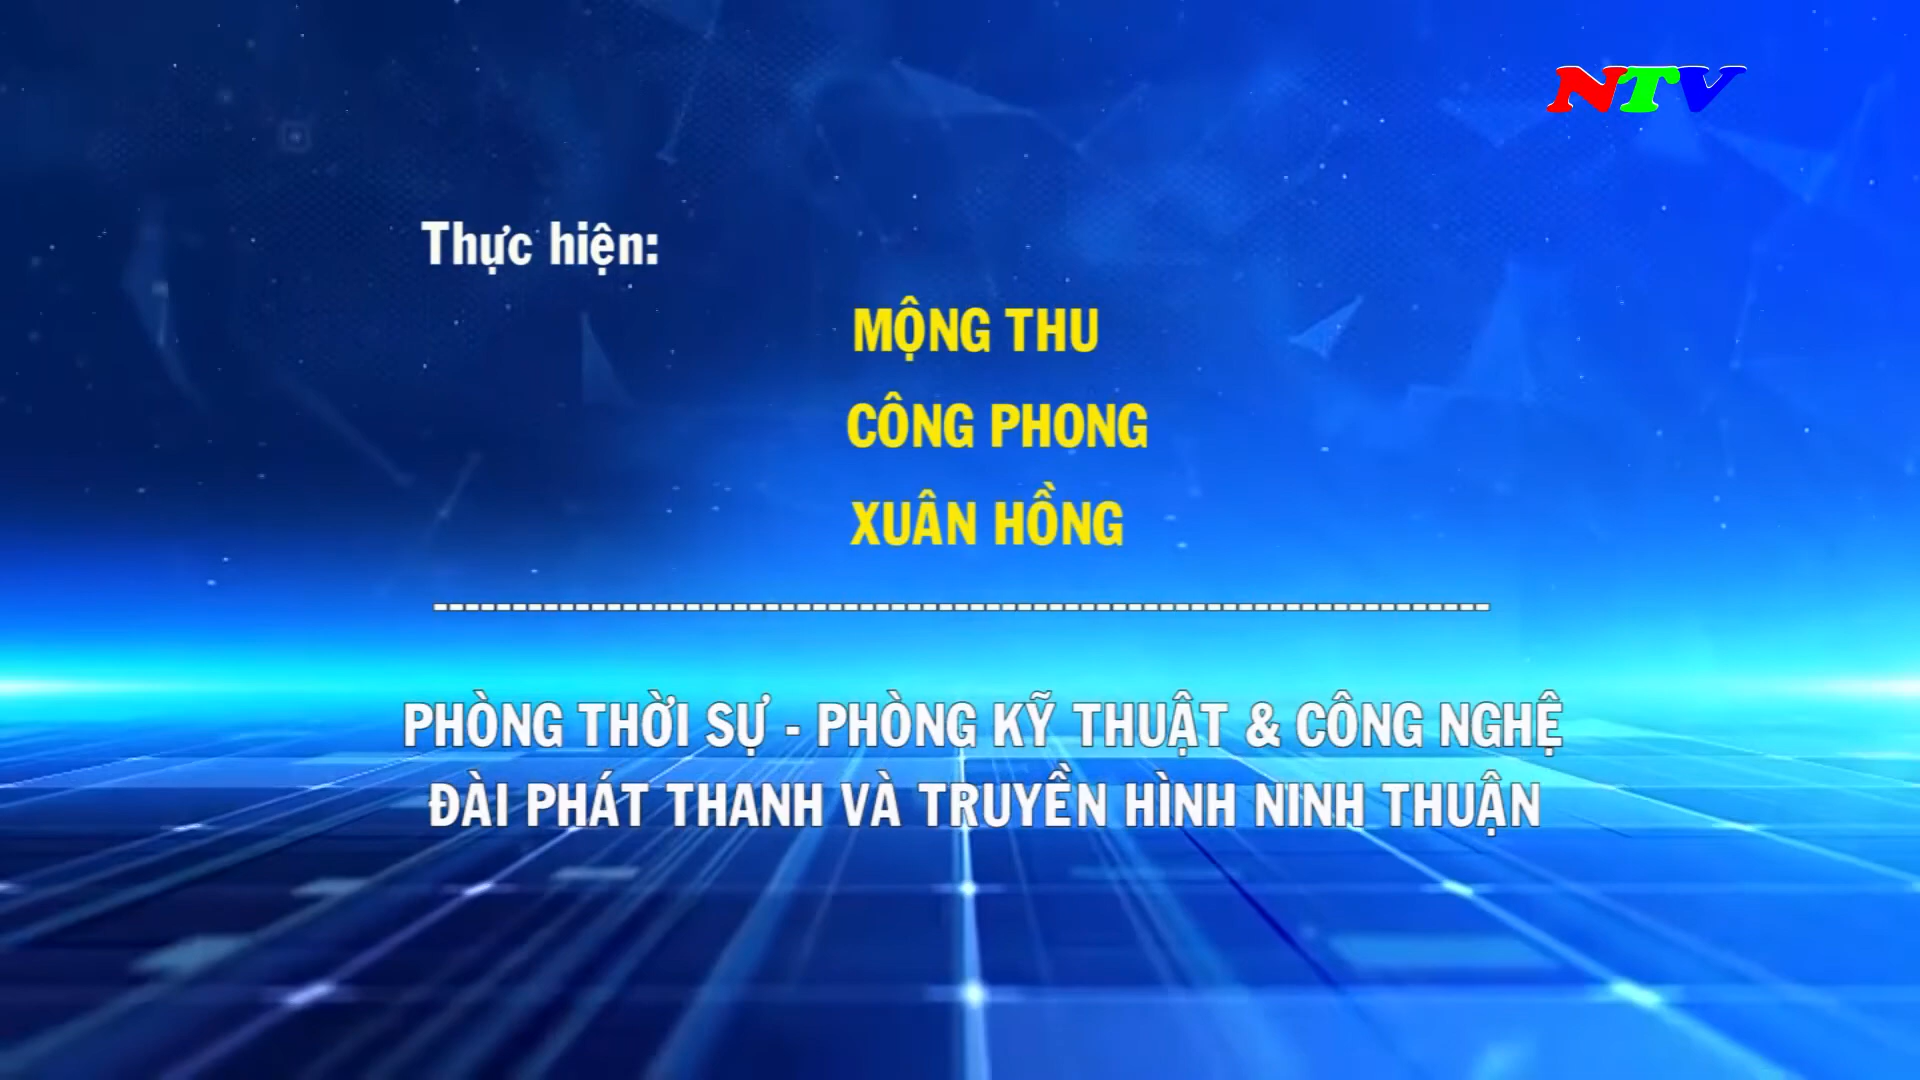 NTV
Thực hiện:
MỘNG THU
CÔNG PHONG
XUÂN HỒNG
--------------------------------------------------------------------
PHÒNG THỜI SỰ - PHÒNG KỸ THUẬT & CÔNG NGHỆ
ĐÀI PHÁT THANH VÀ TRUYỀN HÌNH NINH THUẬN